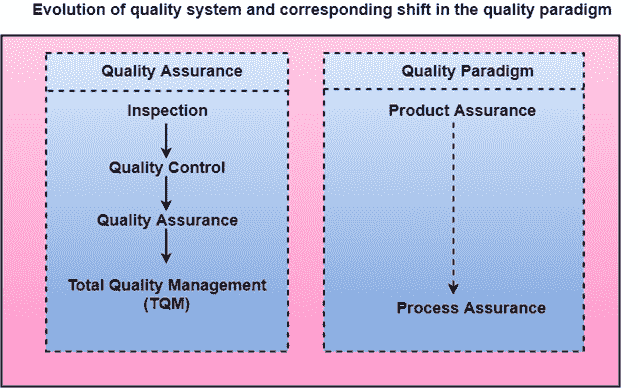 Evolution of quality system and corresponding shift in the quality paradigm
Quality Assurance
Inspection
Quality Control
Quality Assurance
Total Quality Management
(TQM)
Quality Paradigm
Product Assurance
Process Assurance